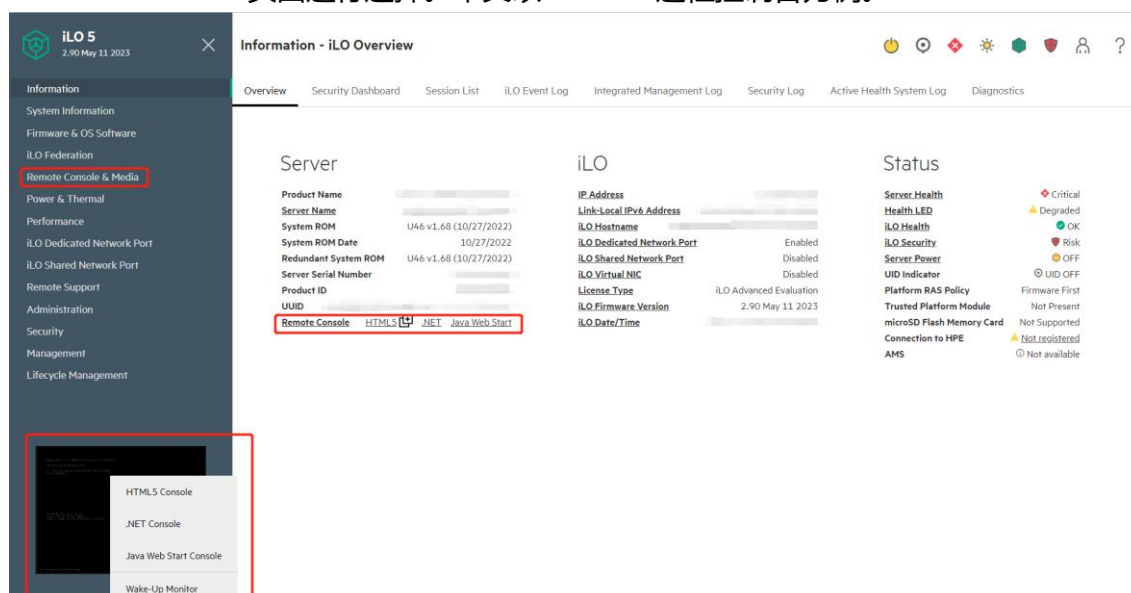 iLO 5
2.90 May 11 2023
Information - iLO Overview
Information
System Information
Firmware & OS Software
iLO Federation
Remote Console & Media
Power & Thermal
Performance
iLO Dedicated Network Port
iLO Shared Network Port
Remote Support
Administration
Security
Management
Lifecycle Management
Overview Security Dashboard Session List iLO Event Log Integrated Management Log Security Log Active Health System Log Diagnostics
Server
Product Name
Server Name
System ROM U46 v1.68 (10/27/2022)
System ROM Date 10/27/2022
Redundant System ROM U46 v1.68 (10/27/2022)
Server Serial Number
Product ID
UUID
Remote Console HTML5 .NET Java Web Start
iLO
IP Address
Link-Local IPv6 Address
iLO Hostname
iLO Dedicated Network Port Enabled
iLO Shared Network Port Disabled
iLO Virtual NIC Disabled
License Type iLO Advanced Evaluation
iLO Firmware Version 2.90 May 11 2023
iLO Date/Time
Status
Server Health Critical
Health LED Degraded
iLO Health OK
iLO Security Risk
Server Power OFF
UID Indicator UID OFF
Platform RAS Policy Firmware First
Trusted Platform Module Not Present
microSD Flash Memory Card Not Supported
Connection to HPE Not registered
AMS Not available
HTML5 Console
.NET Console
Java Web Start Console
Wake-Up Monitor